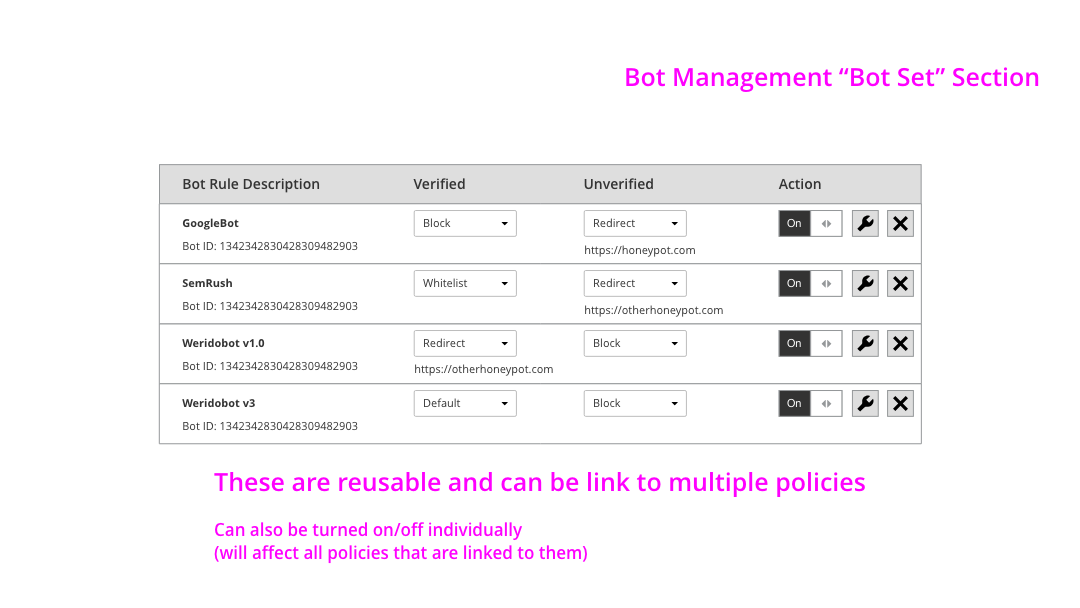 Bot Management “Bot Set” Section
Bot Rule Description Verified Unverified Action
GoogleBot Block Redirect On
Bot ID: 1342342830428309482903 https://honeypot.com
SemRush Whitelist Redirect On
Bot ID: 1342342830428309482903 https://otherhoneypot.com
Weridobot v1.0 Redirect Block On
Bot ID: 1342342830428309482903 https://otherhoneypot.com
Weridobot v3 Default Block On
Bot ID: 1342342830428309482903
These are reusable and can be link to multiple policies
Can also be turned on/off individually
(will affect all policies that are linked to them)